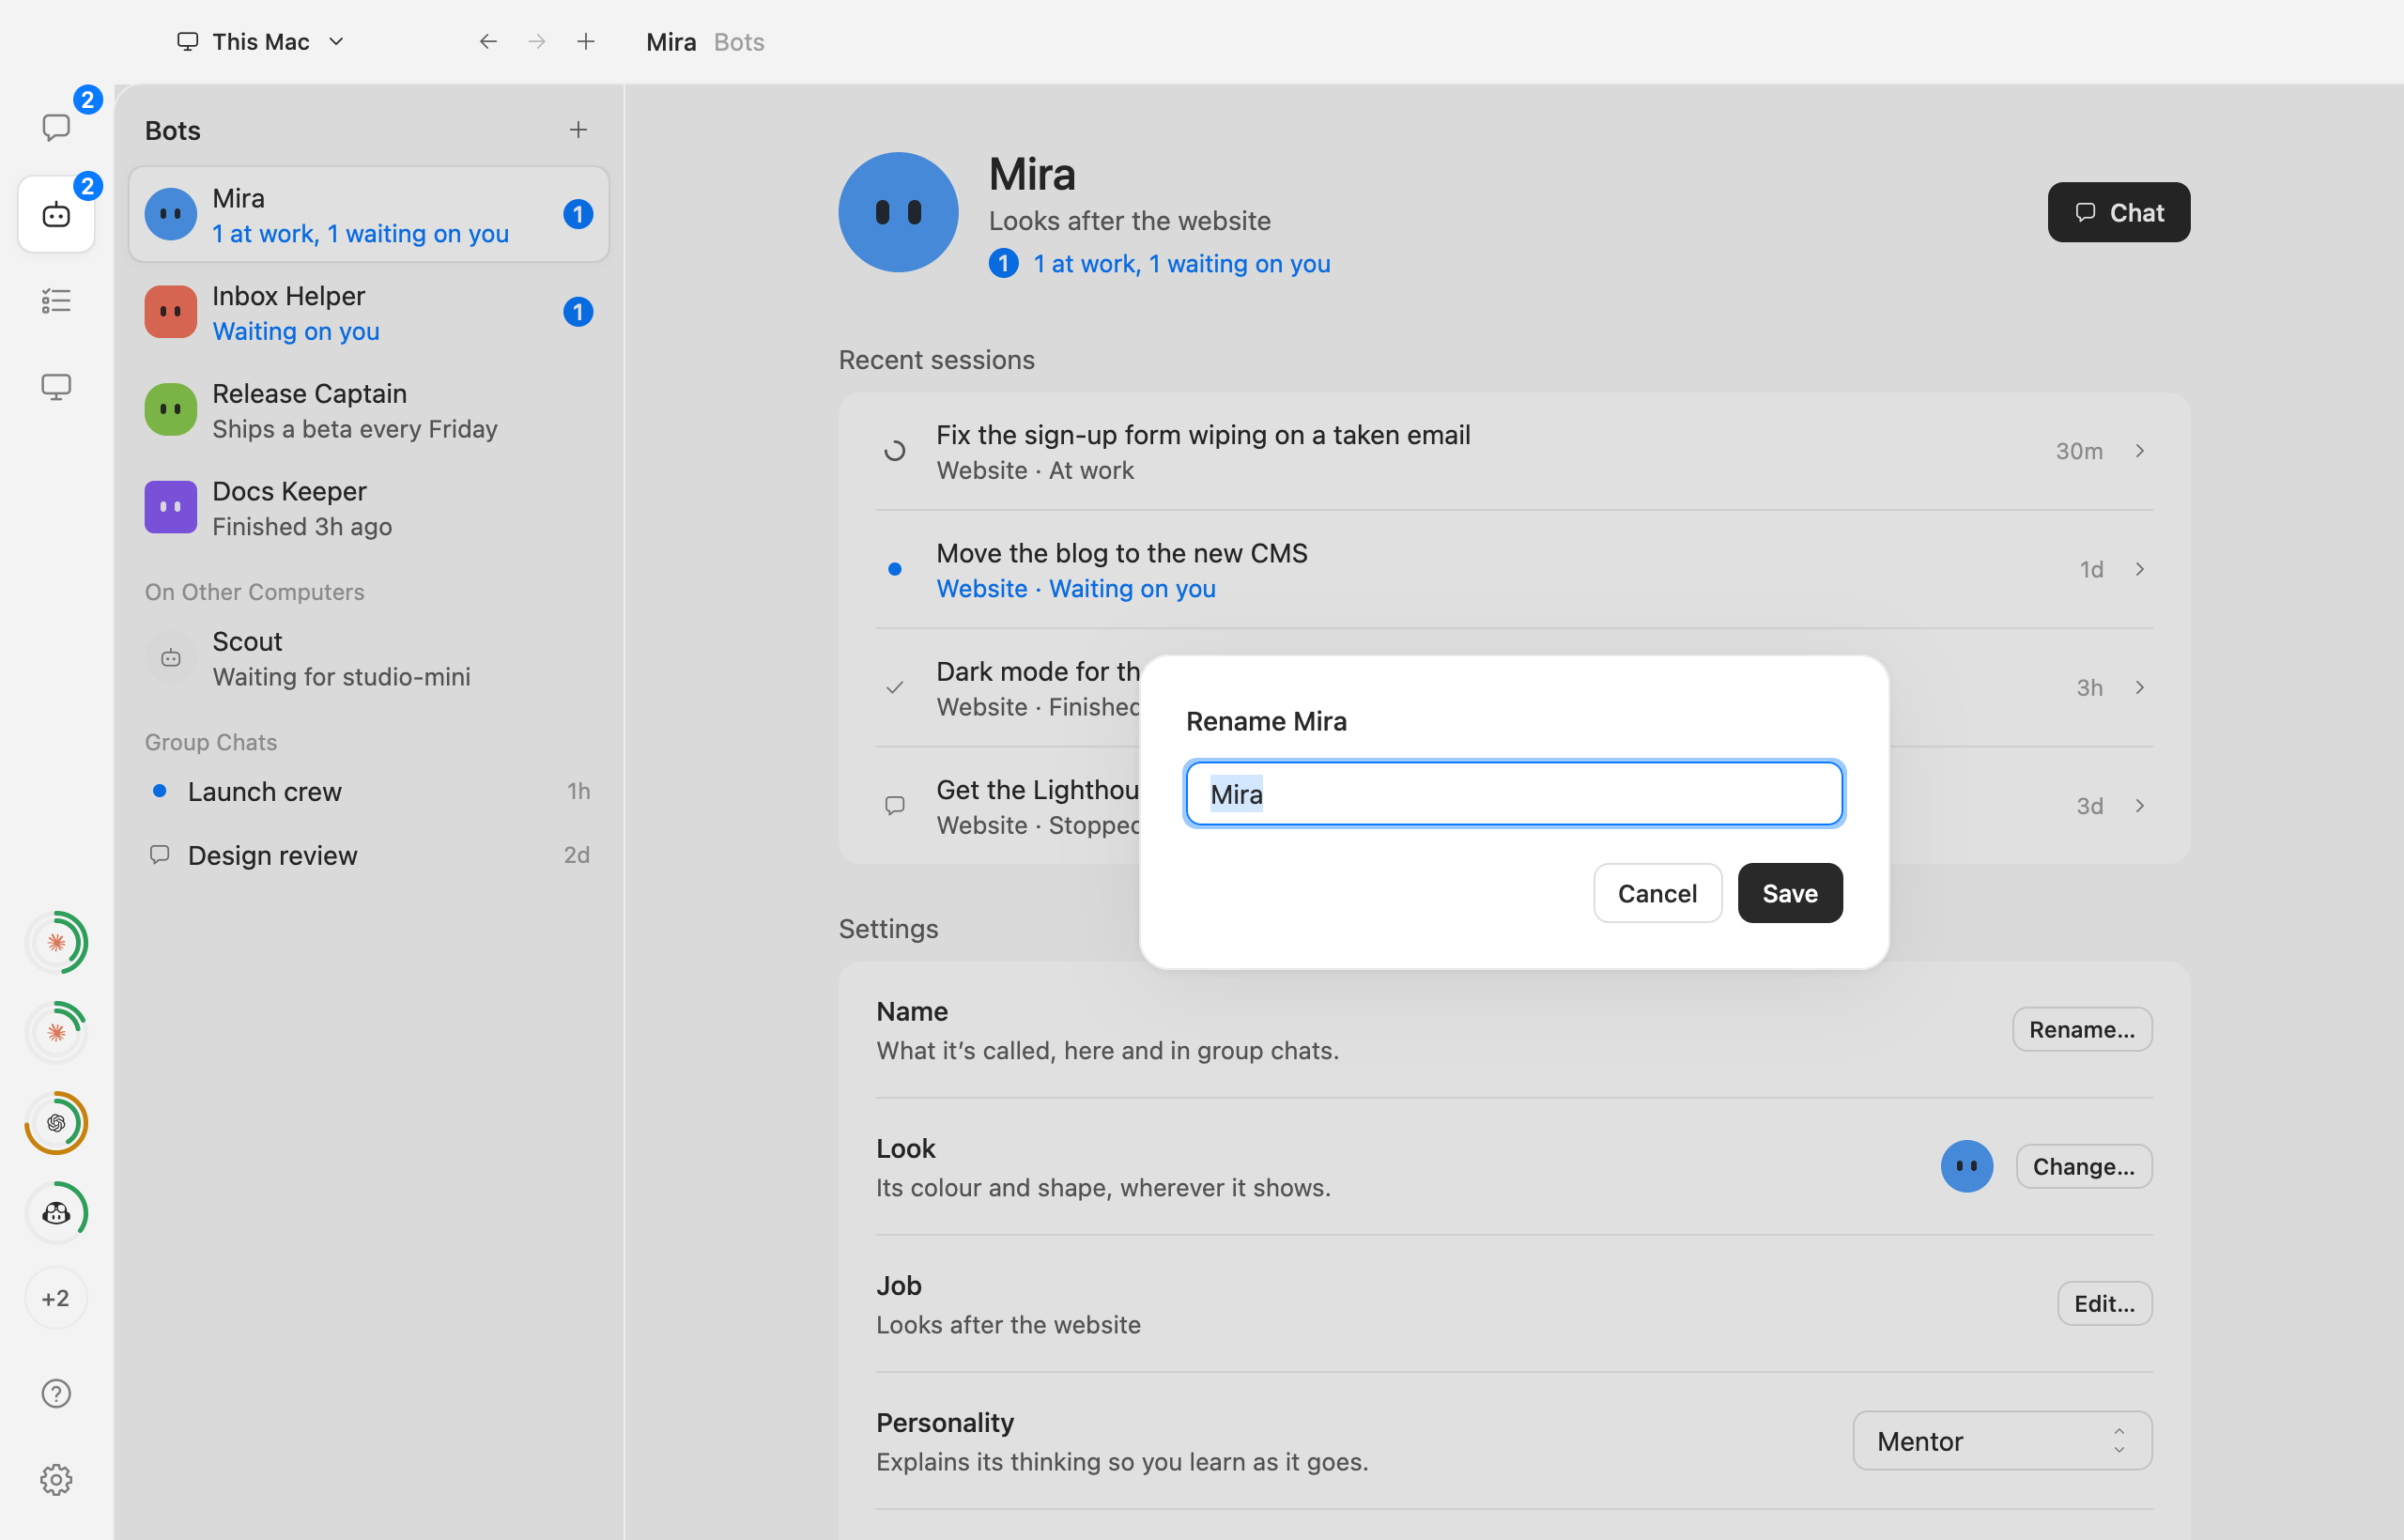 This Mac
Mira Bots
2
2
Bots
Mira
1 at work, 1 waiting on you
1
Inbox Helper
Waiting on you
1
Release Captain
Ships a beta every Friday
Docs Keeper
Finished 3h ago
On Other Computers
Scout
Waiting for studio-mini
Group Chats
Launch crew 1h
Design review 2d
+2
Mira
Looks after the website
1 1 at work, 1 waiting on you
Chat
Recent sessions
Fix the sign-up form wiping on a taken email
Website · At work
30m
Move the blog to the new CMS
Website · Waiting on you
1d
Dark mode for th
Website · Finished
3h
Get the Lighthou
Website · Stopped
3d
Rename Mira
Mira
Cancel Save
Settings
Name
What it’s called, here and in group chats.
Rename...
Look
Its colour and shape, wherever it shows.
Change...
Job
Looks after the website
Edit...
Personality
Explains its thinking so you learn as it goes.
Mentor